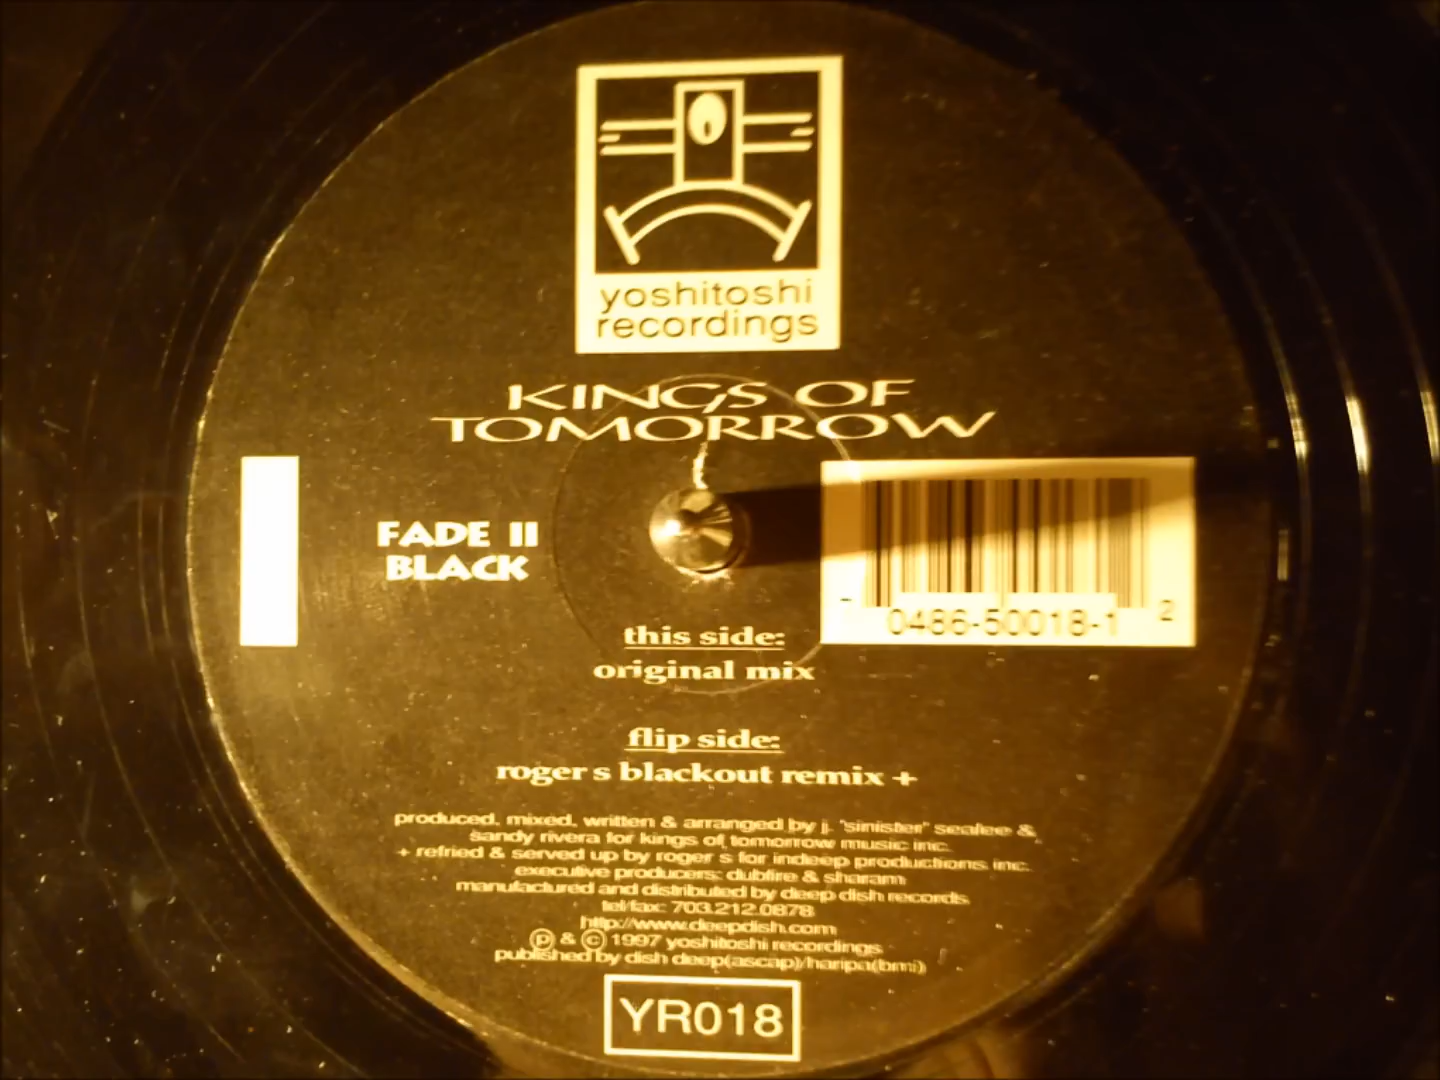 yoshitoshi
recordings
KINGS OF
TOMORROW
FADE II
BLACK
0486-50018-1 2
this side:
original mix
flip side:
roger s blackout remix +
produced, mixed, written & arranged by j. "sinister" sealee &
sandy rivera for kings of tomorrow music inc.
+ refried & served up by roger s for indeep productions inc.
executive producers: dubfire & sharam
manufactured and distributed by deep dish records
tel/fax: 703.212.0878
http://www.deepdish.com
℗ & © 1997 yoshitoshi recordings
published by dish deep(ascap)/haripa(bmi)
YR018